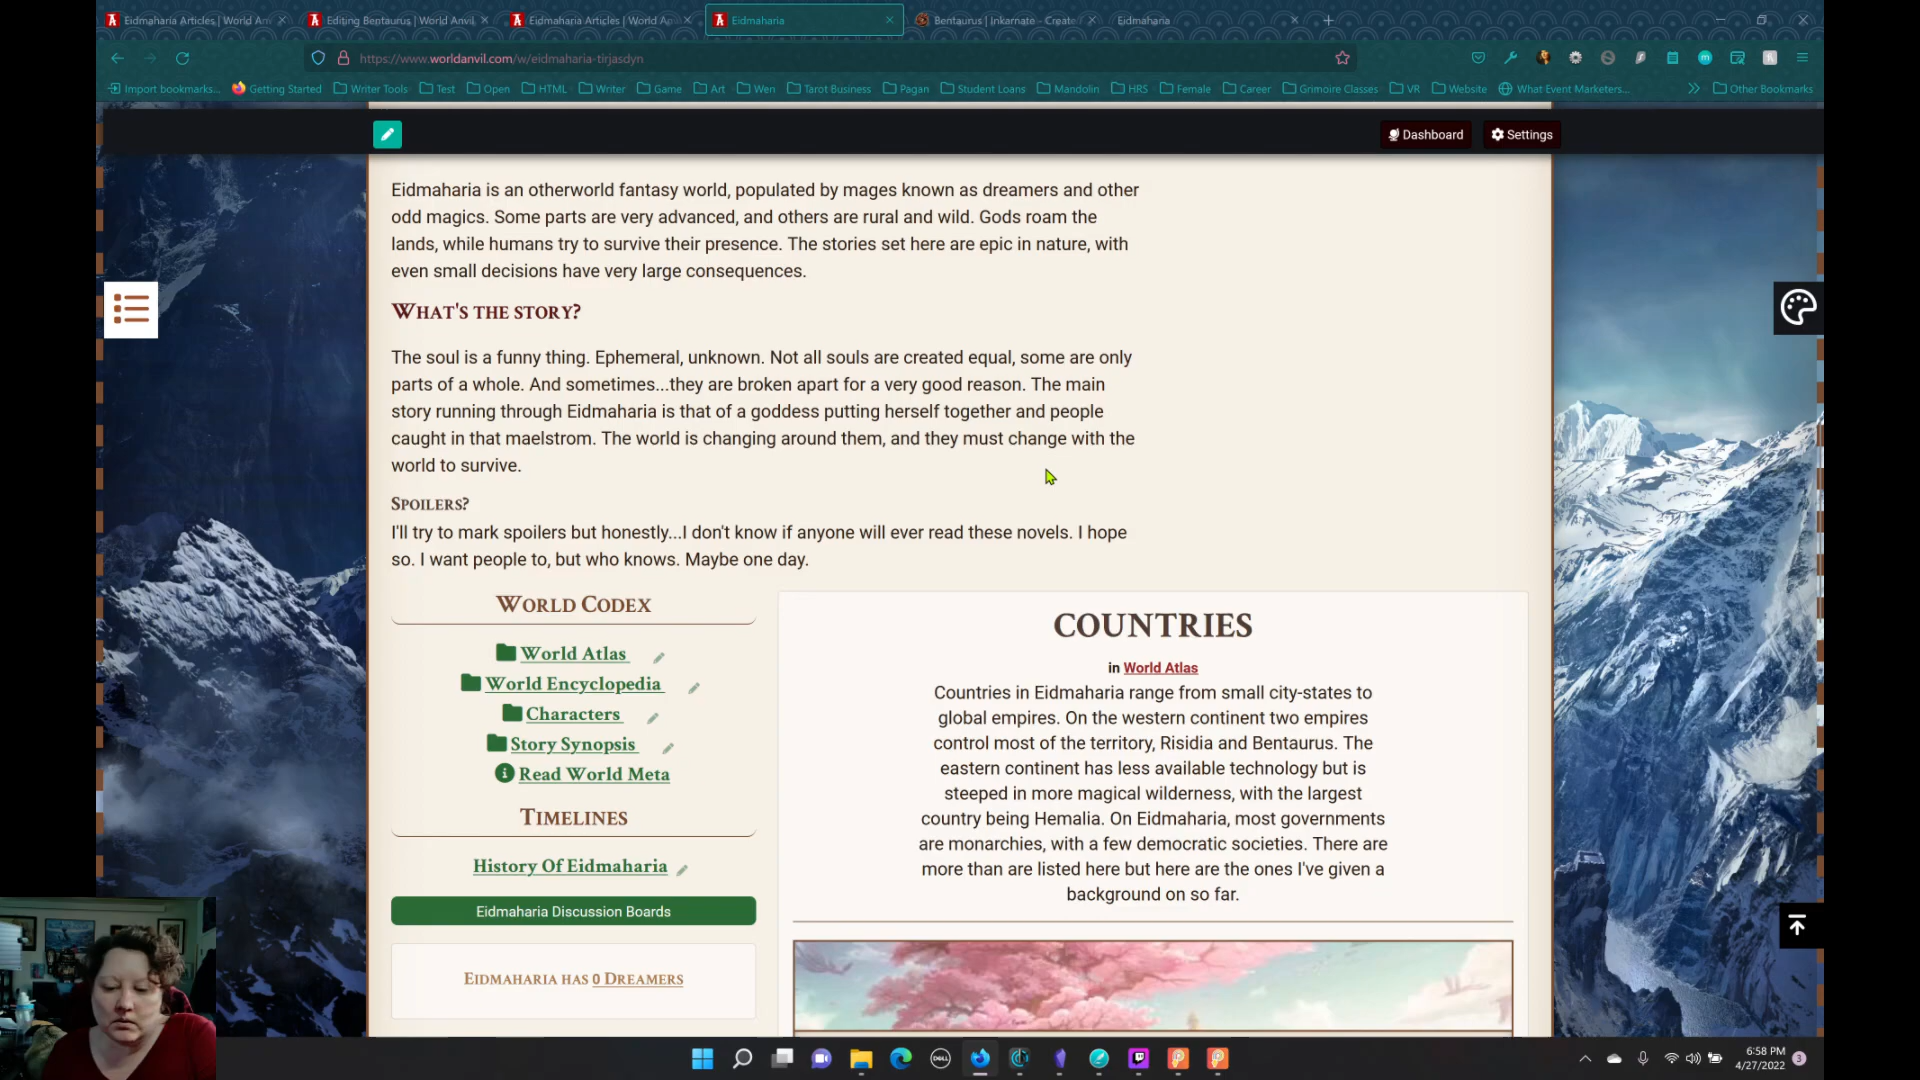 Eidmaharia Articles | World An
Editing Bentaurus | World Anvil
Eidmaharia Articles | World An
Eidmaharia
Bentaurus | Inkarnate - Create
Eidmaharia
https://www.worldanvil.com/w/eidmaharia-tirjasdyn
Import bookmarks...
Getting Started
Writer Tools
Test
Open
HTML
Writer
Game
Art
Wen
Tarot Business
Pagan
Student Loans
Mandolin
HRS
Female
Career
Grimoire Classes
VR
Website
What Event Marketers...
Other Bookmarks
Dashboard
Settings
Eidmaharia is an otherworld fantasy world, populated by mages known as dreamers and other
odd magics. Some parts are very advanced, and others are rural and wild. Gods roam the
lands, while humans try to survive their presence. The stories set here are epic in nature, with
even small decisions have very large consequences.
What's the story?
The soul is a funny thing. Ephemeral, unknown. Not all souls are created equal, some are only
parts of a whole. And sometimes...they are broken apart for a very good reason. The main
story running through Eidmaharia is that of a goddess putting herself together and people
caught in that maelstrom. The world is changing around them, and they must change with the
world to survive.
Spoilers?
I'll try to mark spoilers but honestly...I don't know if anyone will ever read these novels. I hope
so. I want people to, but who knows. Maybe one day.
World Codex
World Atlas
World Encyclopedia
Characters
Story Synopsis
Read World Meta
Timelines
History Of Eidmaharia
Eidmaharia Discussion Boards
Eidmaharia has 0 Dreamers
COUNTRIES
in World Atlas
Countries in Eidmaharia range from small city-states to
global empires. On the western continent two empires
control most of the territory, Risidia and Bentaurus. The
eastern continent has less available technology but is
steeped in more magical wilderness, with the largest
country being Hemalia. On Eidmaharia, most governments
are monarchies, with a few democratic societies. There are
more than are listed here but here are the ones I've given a
background on so far.
DELL
6:58 PM
4/27/2022
3